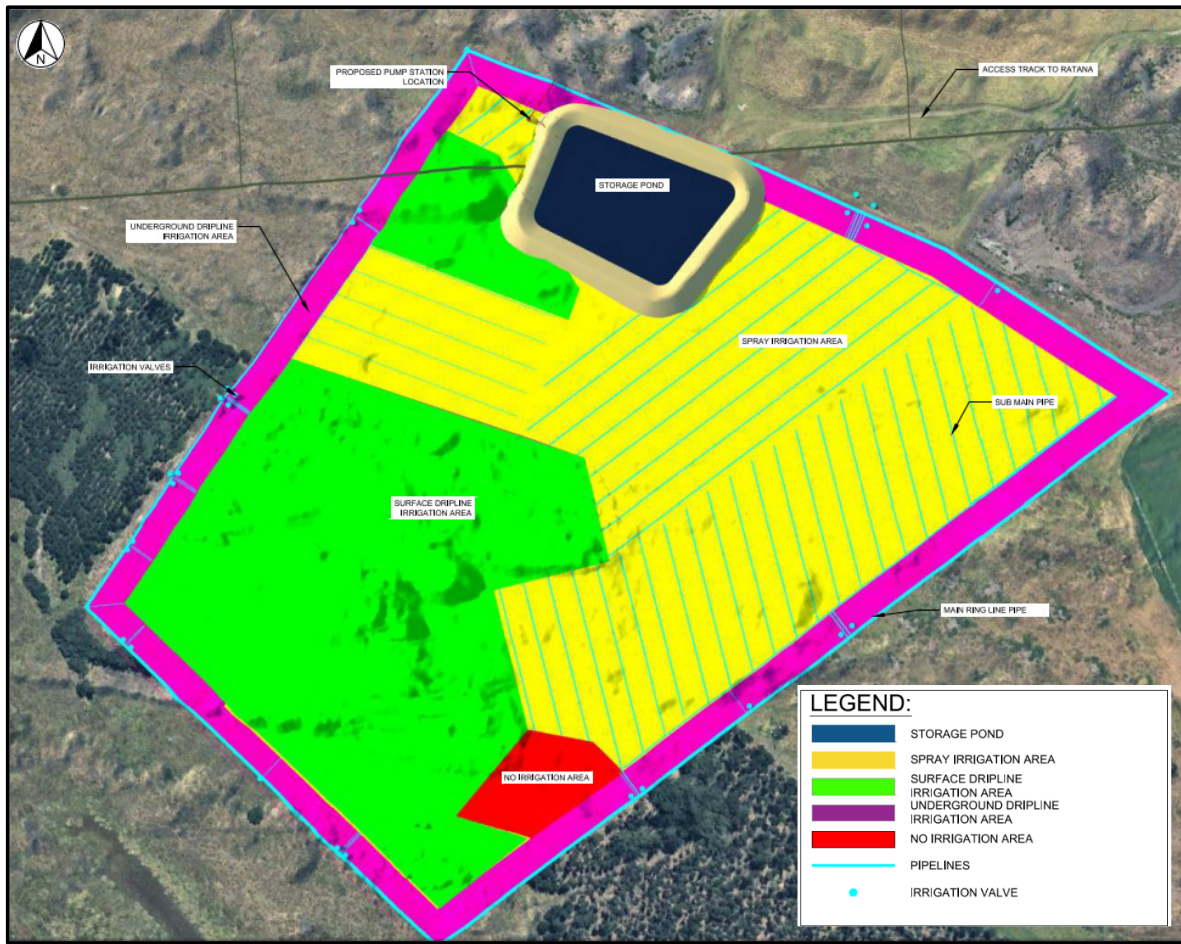 N
PROPOSED PUMP STATION
LOCATION
ACCESS TRACK TO RATANA
STORAGE POND
UNDERGROUND DRIPLINE
IRRIGATION AREA
SPRAY IRRIGATION AREA
IRRIGATION VALVES
SUB MAIN PIPE
SURFACE DRIPLINE
IRRIGATION AREA
MAIN RING LINE PIPE
NO IRRIGATION AREA
LEGEND:
STORAGE POND
SPRAY IRRIGATION AREA
SURFACE DRIPLINE
IRRIGATION AREA
UNDERGROUND DRIPLINE
IRRIGATION AREA
NO IRRIGATION AREA
PIPELINES
IRRIGATION VALVE